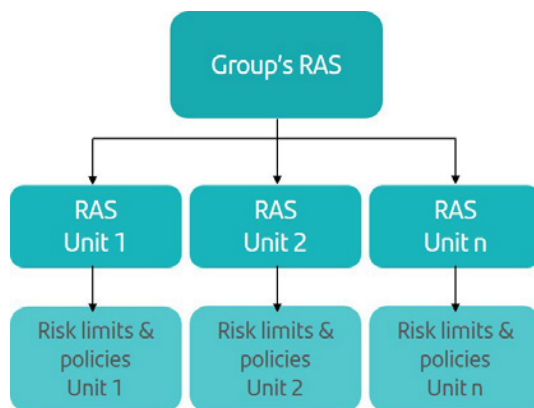 Group's RAS
RAS
Unit 1
RAS
Unit 2
RAS
Unit n
Risk limits &
policies
Unit 1
Risk limits &
policies
Unit 2
Risk limits &
policies
Unit n